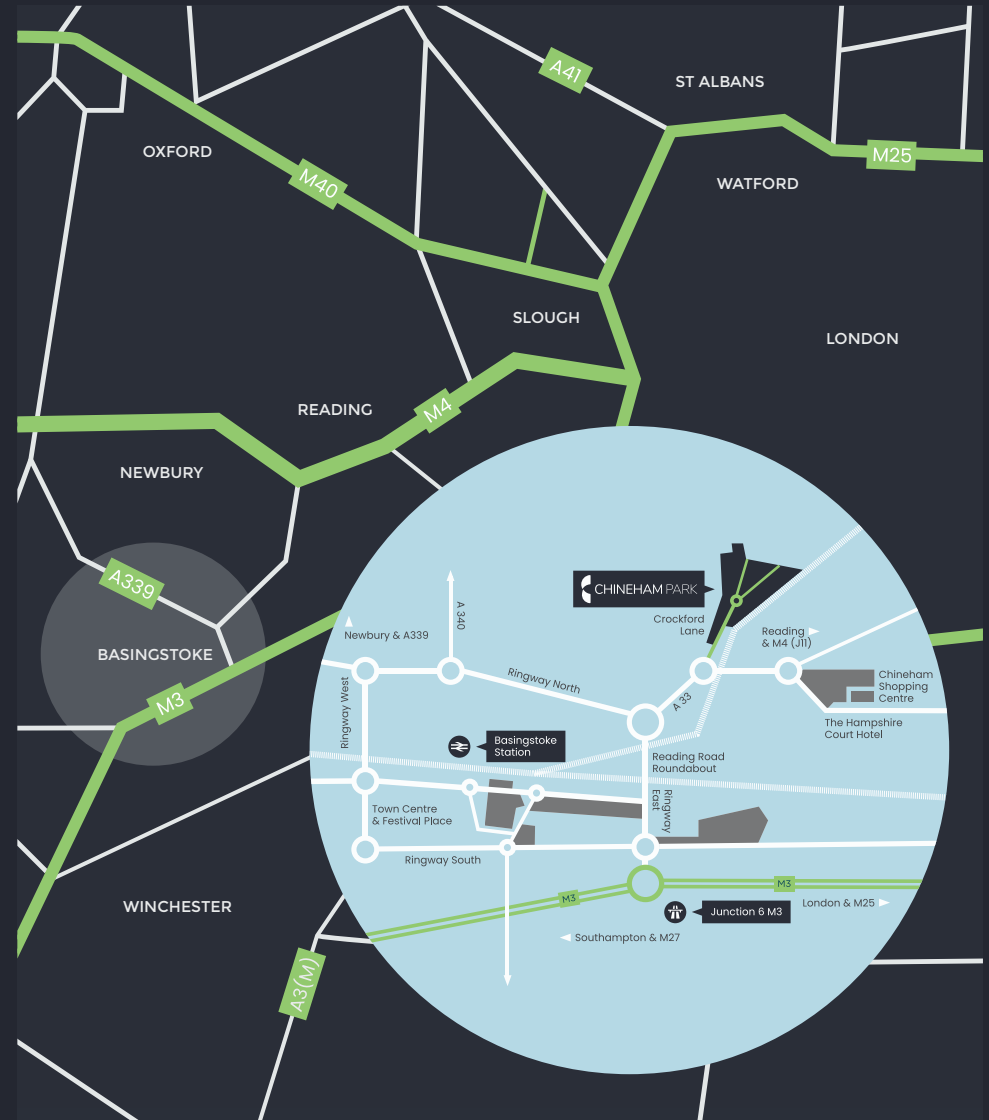 A41
ST ALBANS
OXFORD
M25
M40
WATFORD
SLOUGH
LONDON
READING
M4
NEWBURY
A339
BASINGSTOKE
M3
WINCHESTER
A3(M)
CHINEHAM PARK
Crockford
Lane
A 340
Newbury & A339
Reading
& M4 (J11)
Ringway North
A 33
Chineham
Shopping
Centre
The Hampshire
Court Hotel
Ringway West
Basingstoke
Station
Reading Road
Roundabout
Ringway
East
Town Centre
& Festival Place
Ringway South
M3
M3
London & M25
Junction 6 M3
Southampton & M27